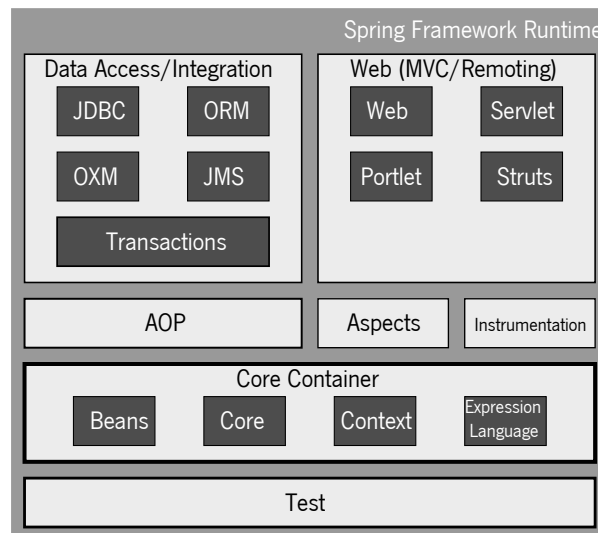 Spring Framework Runtime
Data Access/Integration
Web (MVC/Remoting)
JDBC
ORM
Web
Servlet
OXM
JMS
Portlet
Struts
Transactions
AOP
Aspects
Instrumentation
Core Container
Beans
Core
Context
Expression
Language
Test